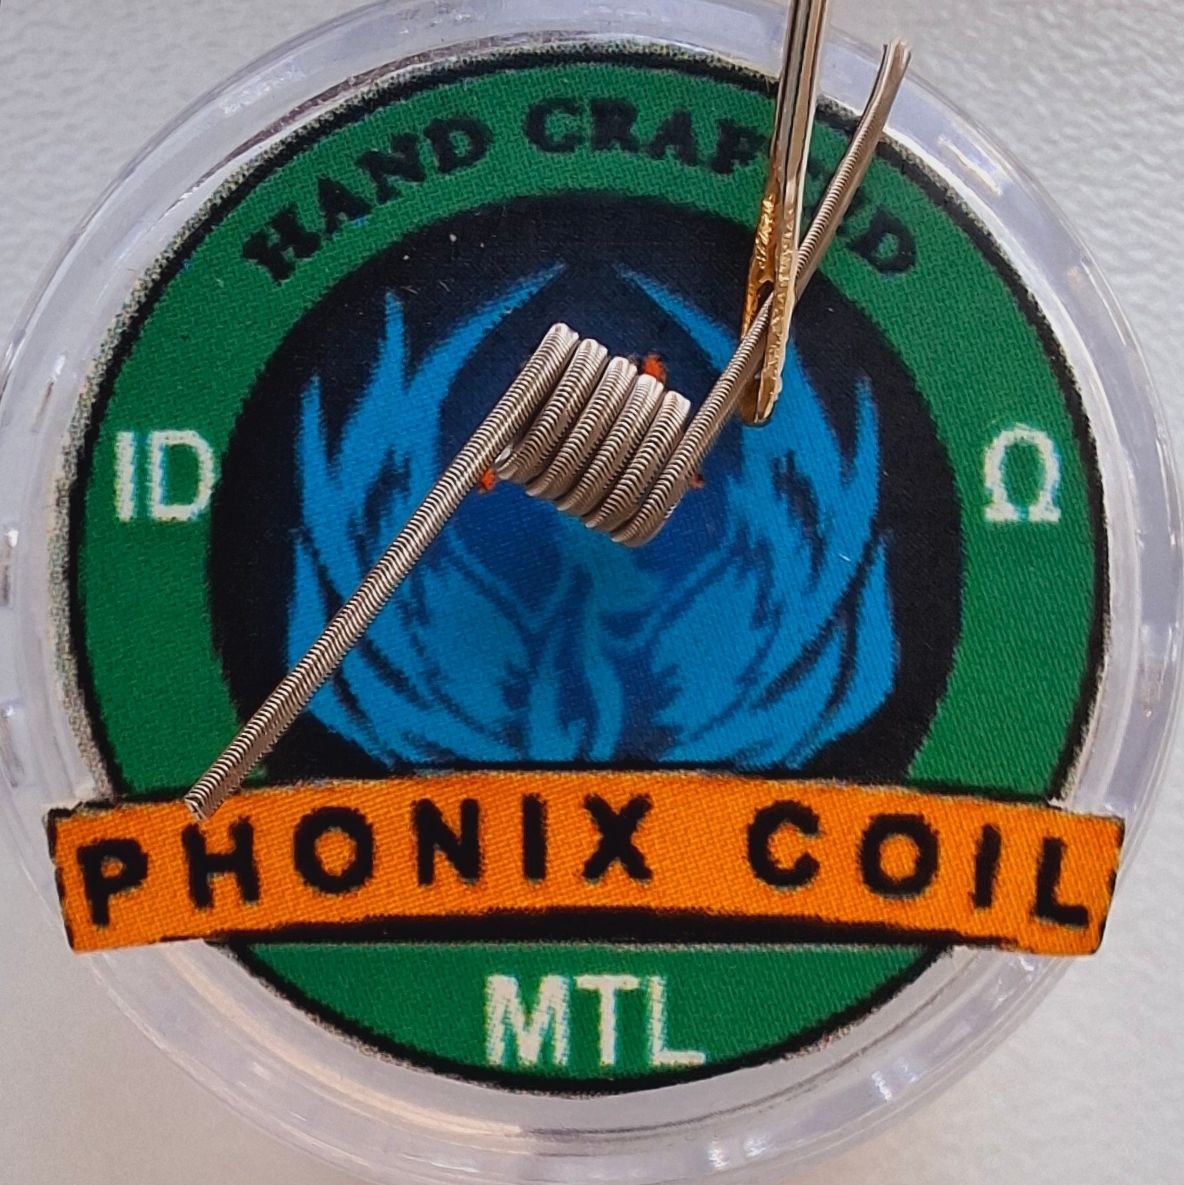 HAND CRAFTED
ID Ω
PHONIX COIL
MTL